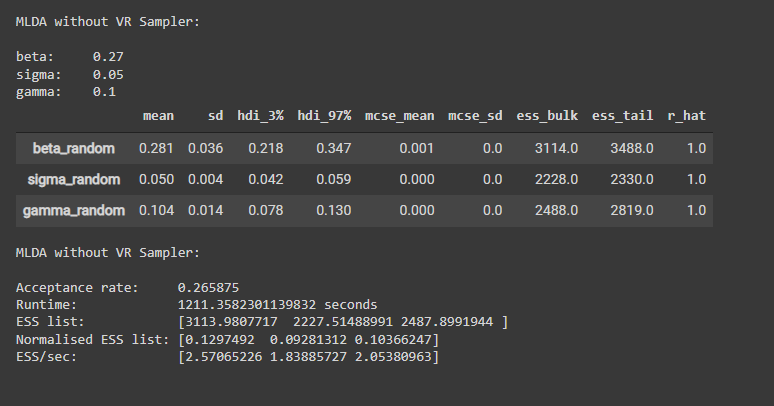 MLDA without VR Sampler:
beta: 0.27
sigma: 0.05
gamma: 0.1
mean sd hdi_3% hdi_97% mcse_mean mcse_sd ess_bulk ess_tail r_hat
beta_random 0.281 0.036 0.218 0.347 0.001 0.0 3114.0 3488.0 1.0
sigma_random 0.050 0.004 0.042 0.059 0.000 0.0 2228.0 2330.0 1.0
gamma_random 0.104 0.014 0.078 0.130 0.000 0.0 2488.0 2819.0 1.0
MLDA without VR Sampler:
Acceptance rate: 0.265875
Runtime: 1211.3582301139832 seconds
ESS list: [3113.9807717 2227.51488991 2487.8991944 ]
Normalised ESS list: [0.1297492 0.09281312 0.10366247]
ESS/sec: [2.57065226 1.83885727 2.05380963]